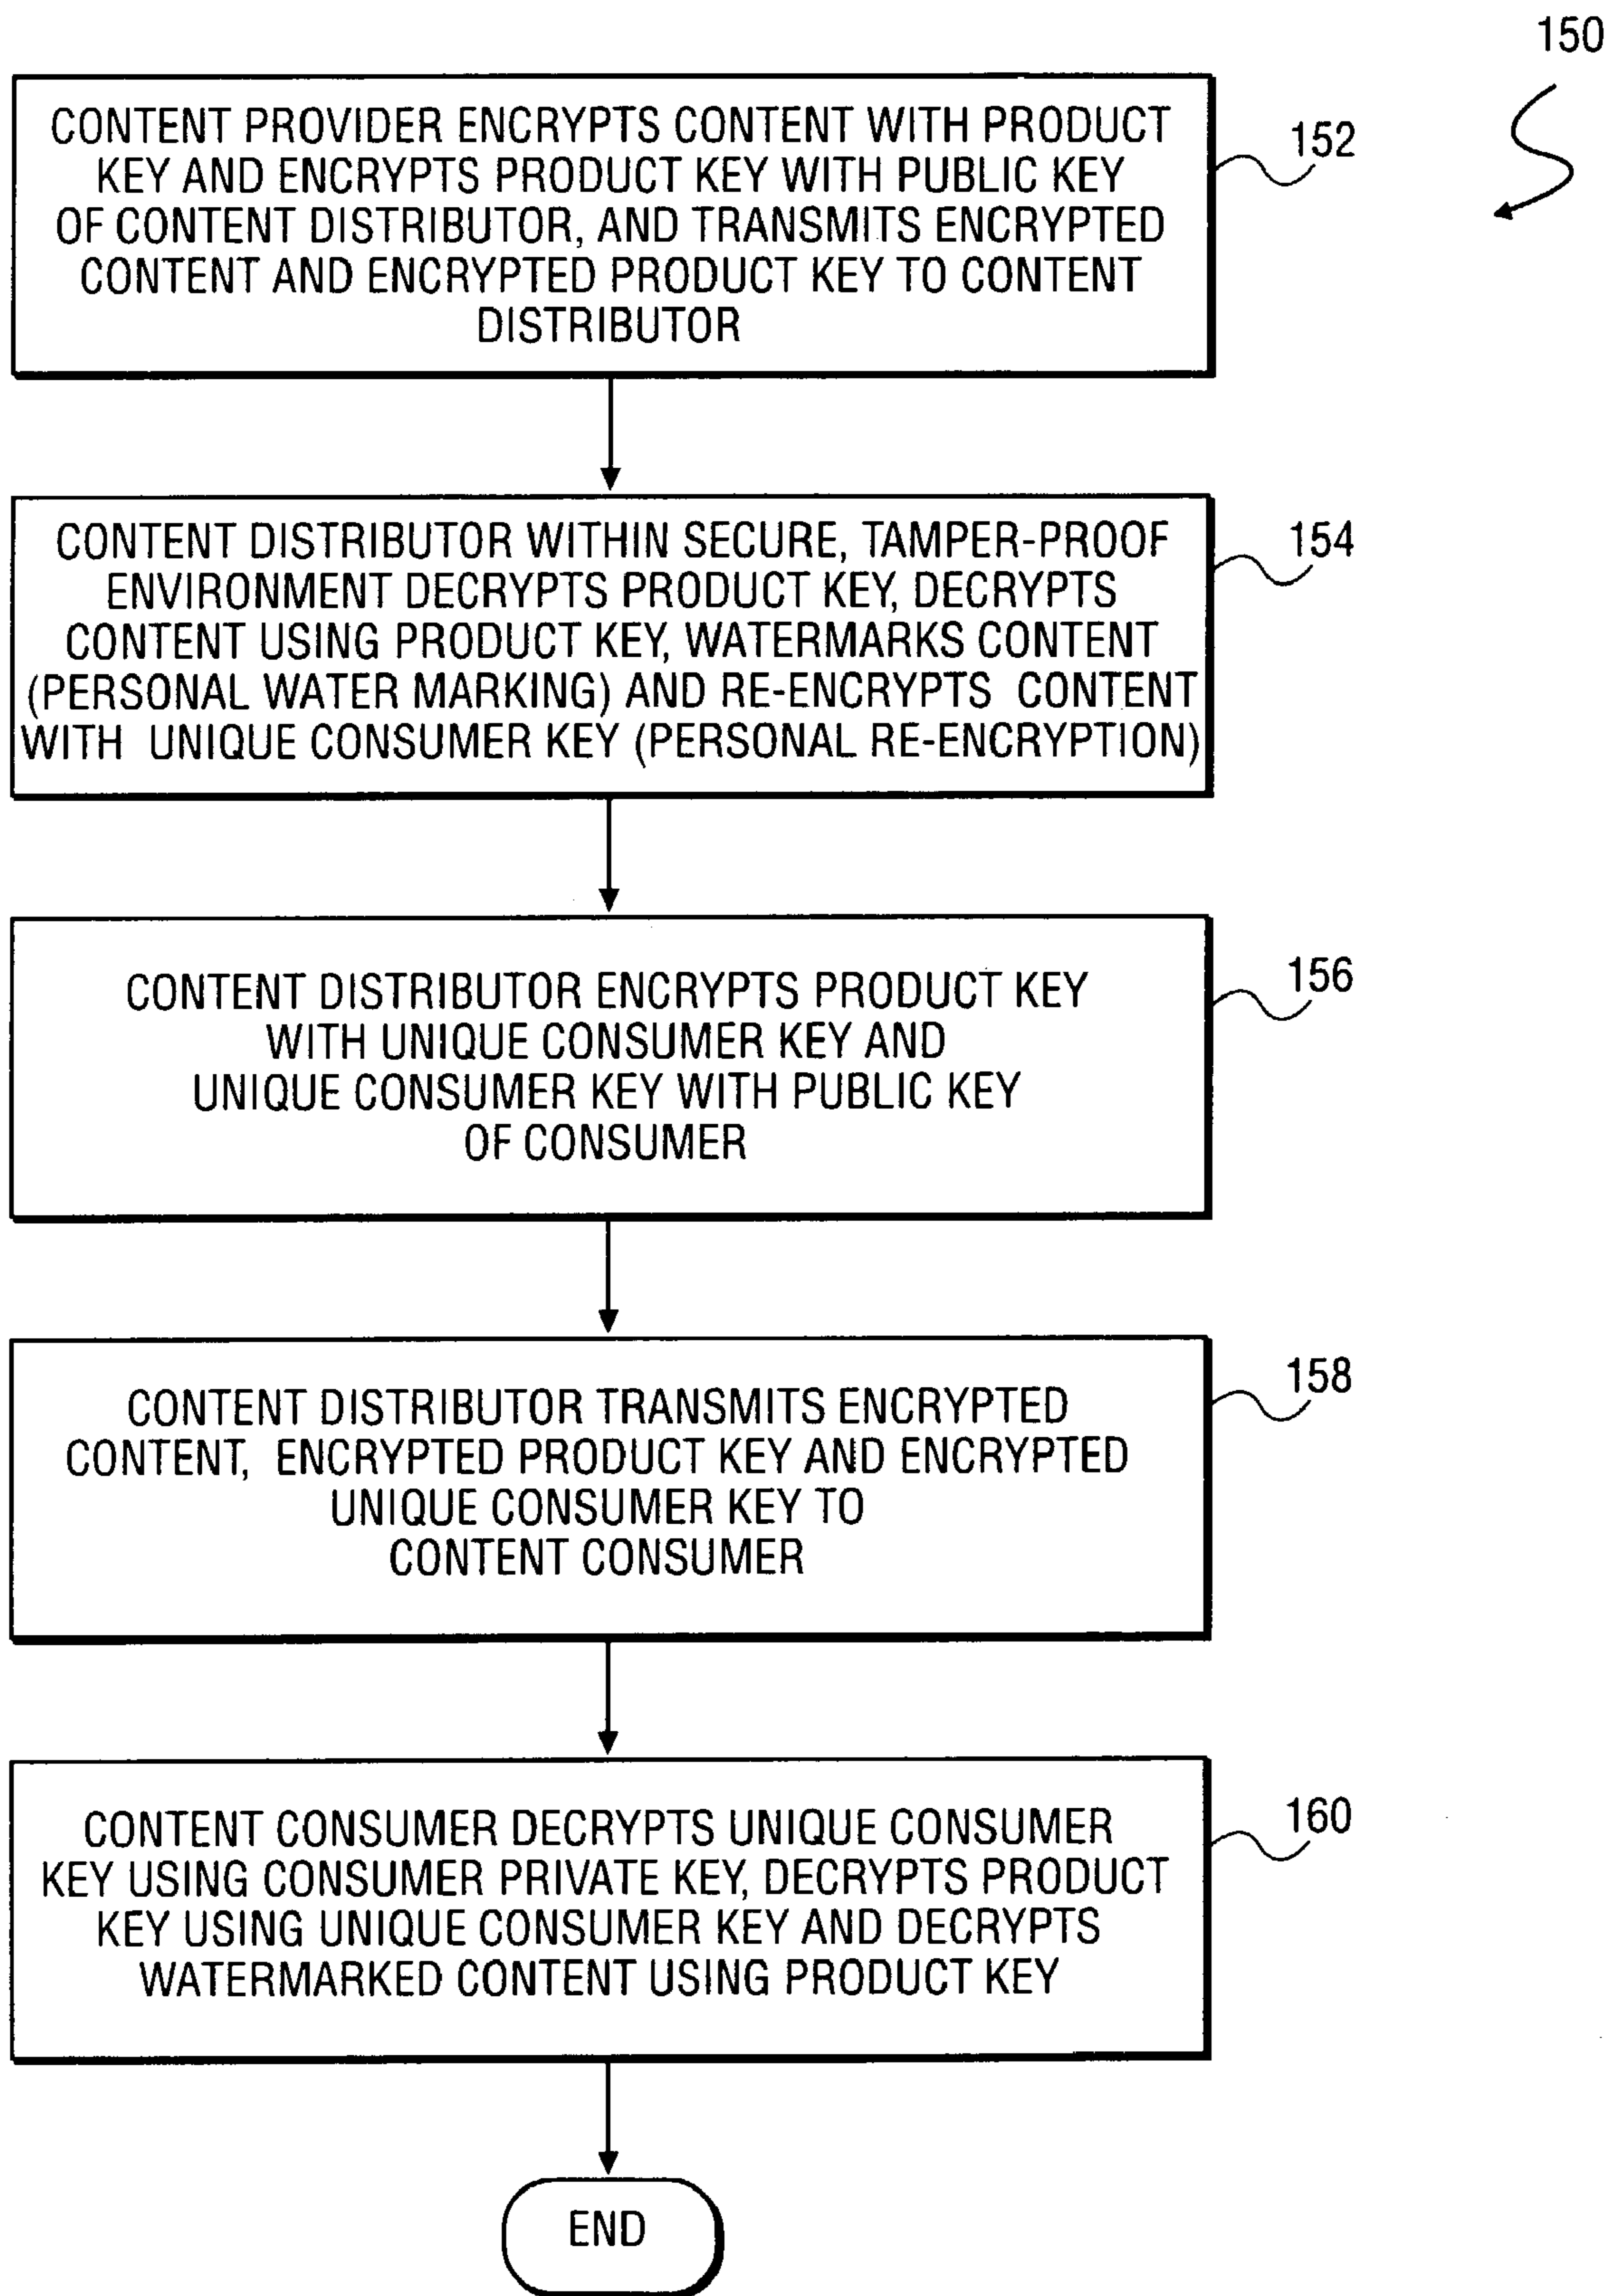 150
CONTENT PROVIDER ENCRYPTS CONTENT WITH PRODUCT
KEY AND ENCRYPTS PRODUCT KEY WITH PUBLIC KEY
OF CONTENT DISTRIBUTOR, AND TRANSMITS ENCRYPTED
CONTENT AND ENCRYPTED PRODUCT KEY TO CONTENT
DISTRIBUTOR
152
CONTENT DISTRIBUTOR WITHIN SECURE, TAMPER-PROOF
ENVIRONMENT DECRYPTS PRODUCT KEY, DECRYPTS
CONTENT USING PRODUCT KEY, WATERMARKS CONTENT
(PERSONAL WATER MARKING) AND RE-ENCRYPTS CONTENT
WITH UNIQUE CONSUMER KEY (PERSONAL RE-ENCRYPTION)
154
CONTENT DISTRIBUTOR ENCRYPTS PRODUCT KEY
WITH UNIQUE CONSUMER KEY AND
UNIQUE CONSUMER KEY WITH PUBLIC KEY
OF CONSUMER
156
CONTENT DISTRIBUTOR TRANSMITS ENCRYPTED
CONTENT, ENCRYPTED PRODUCT KEY AND ENCRYPTED
UNIQUE CONSUMER KEY TO
CONTENT CONSUMER
158
CONTENT CONSUMER DECRYPTS UNIQUE CONSUMER
KEY USING CONSUMER PRIVATE KEY, DECRYPTS PRODUCT
KEY USING UNIQUE CONSUMER KEY AND DECRYPTS
WATERMARKED CONTENT USING PRODUCT KEY
160
END